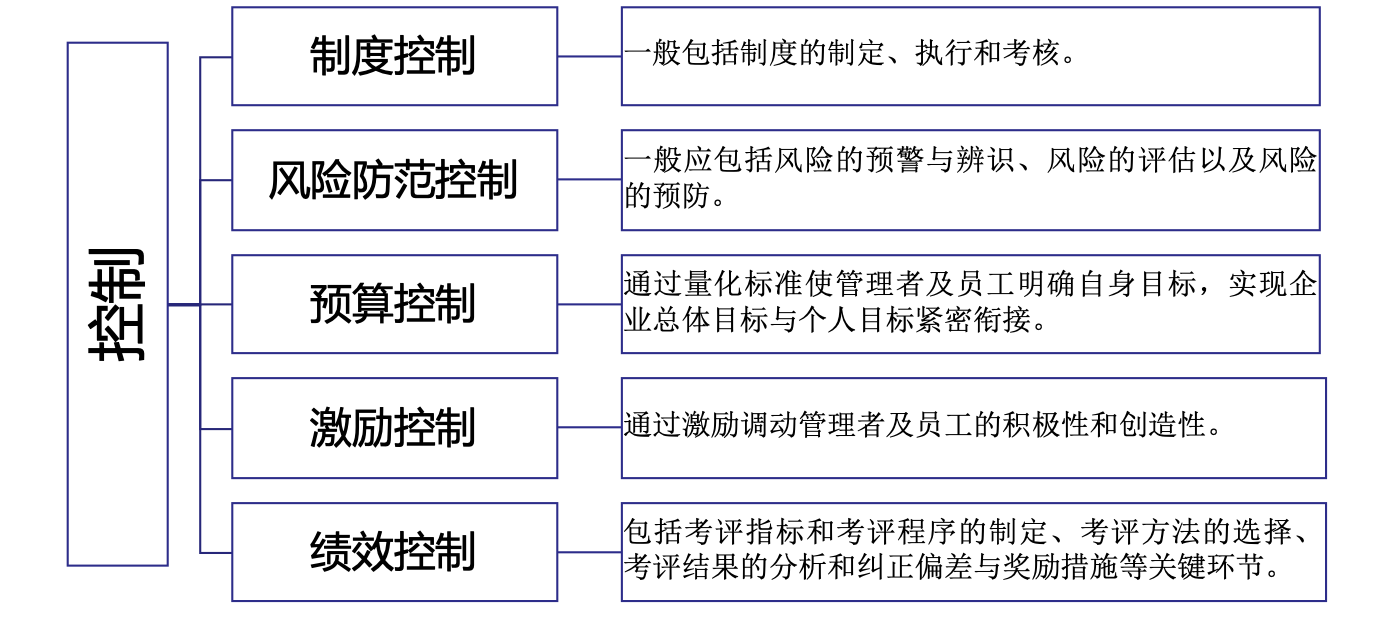 控制
制度控制
一般包括制度的制定、执行和考核。
风险防范控制
一般应包括风险的预警与辨识、风险的评估以及风险
的预防。
预算控制
通过量化标准使管理者及员工明确自身目标，实现企
业总体目标与个人目标紧密衔接。
激励控制
通过激励调动管理者及员工的积极性和创造性。
绩效控制
包括考评指标和考评程序的制定、考评方法的选择、
考评结果的分析和纠正偏差与奖励措施等关键环节。